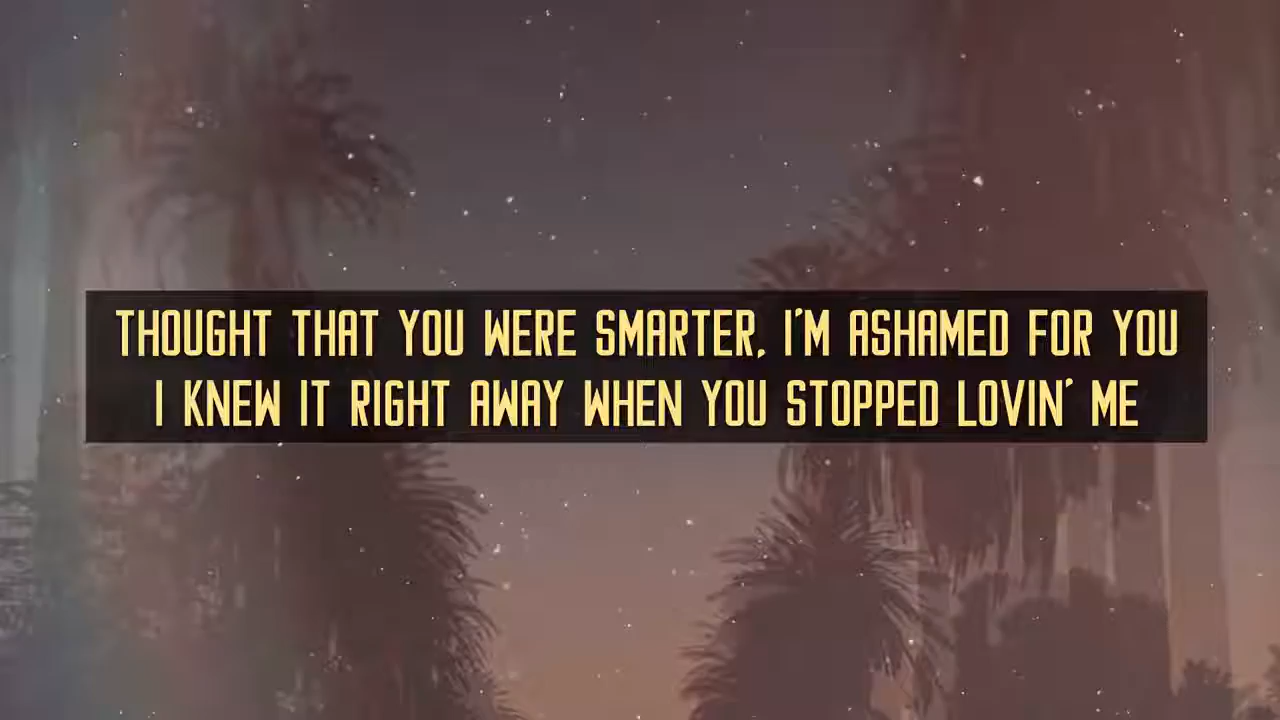 THOUGHT THAT YOU WERE SMARTER, I'M ASHAMED FOR YOU
I KNEW IT RIGHT AWAY WHEN YOU STOPPED LOVIN' ME